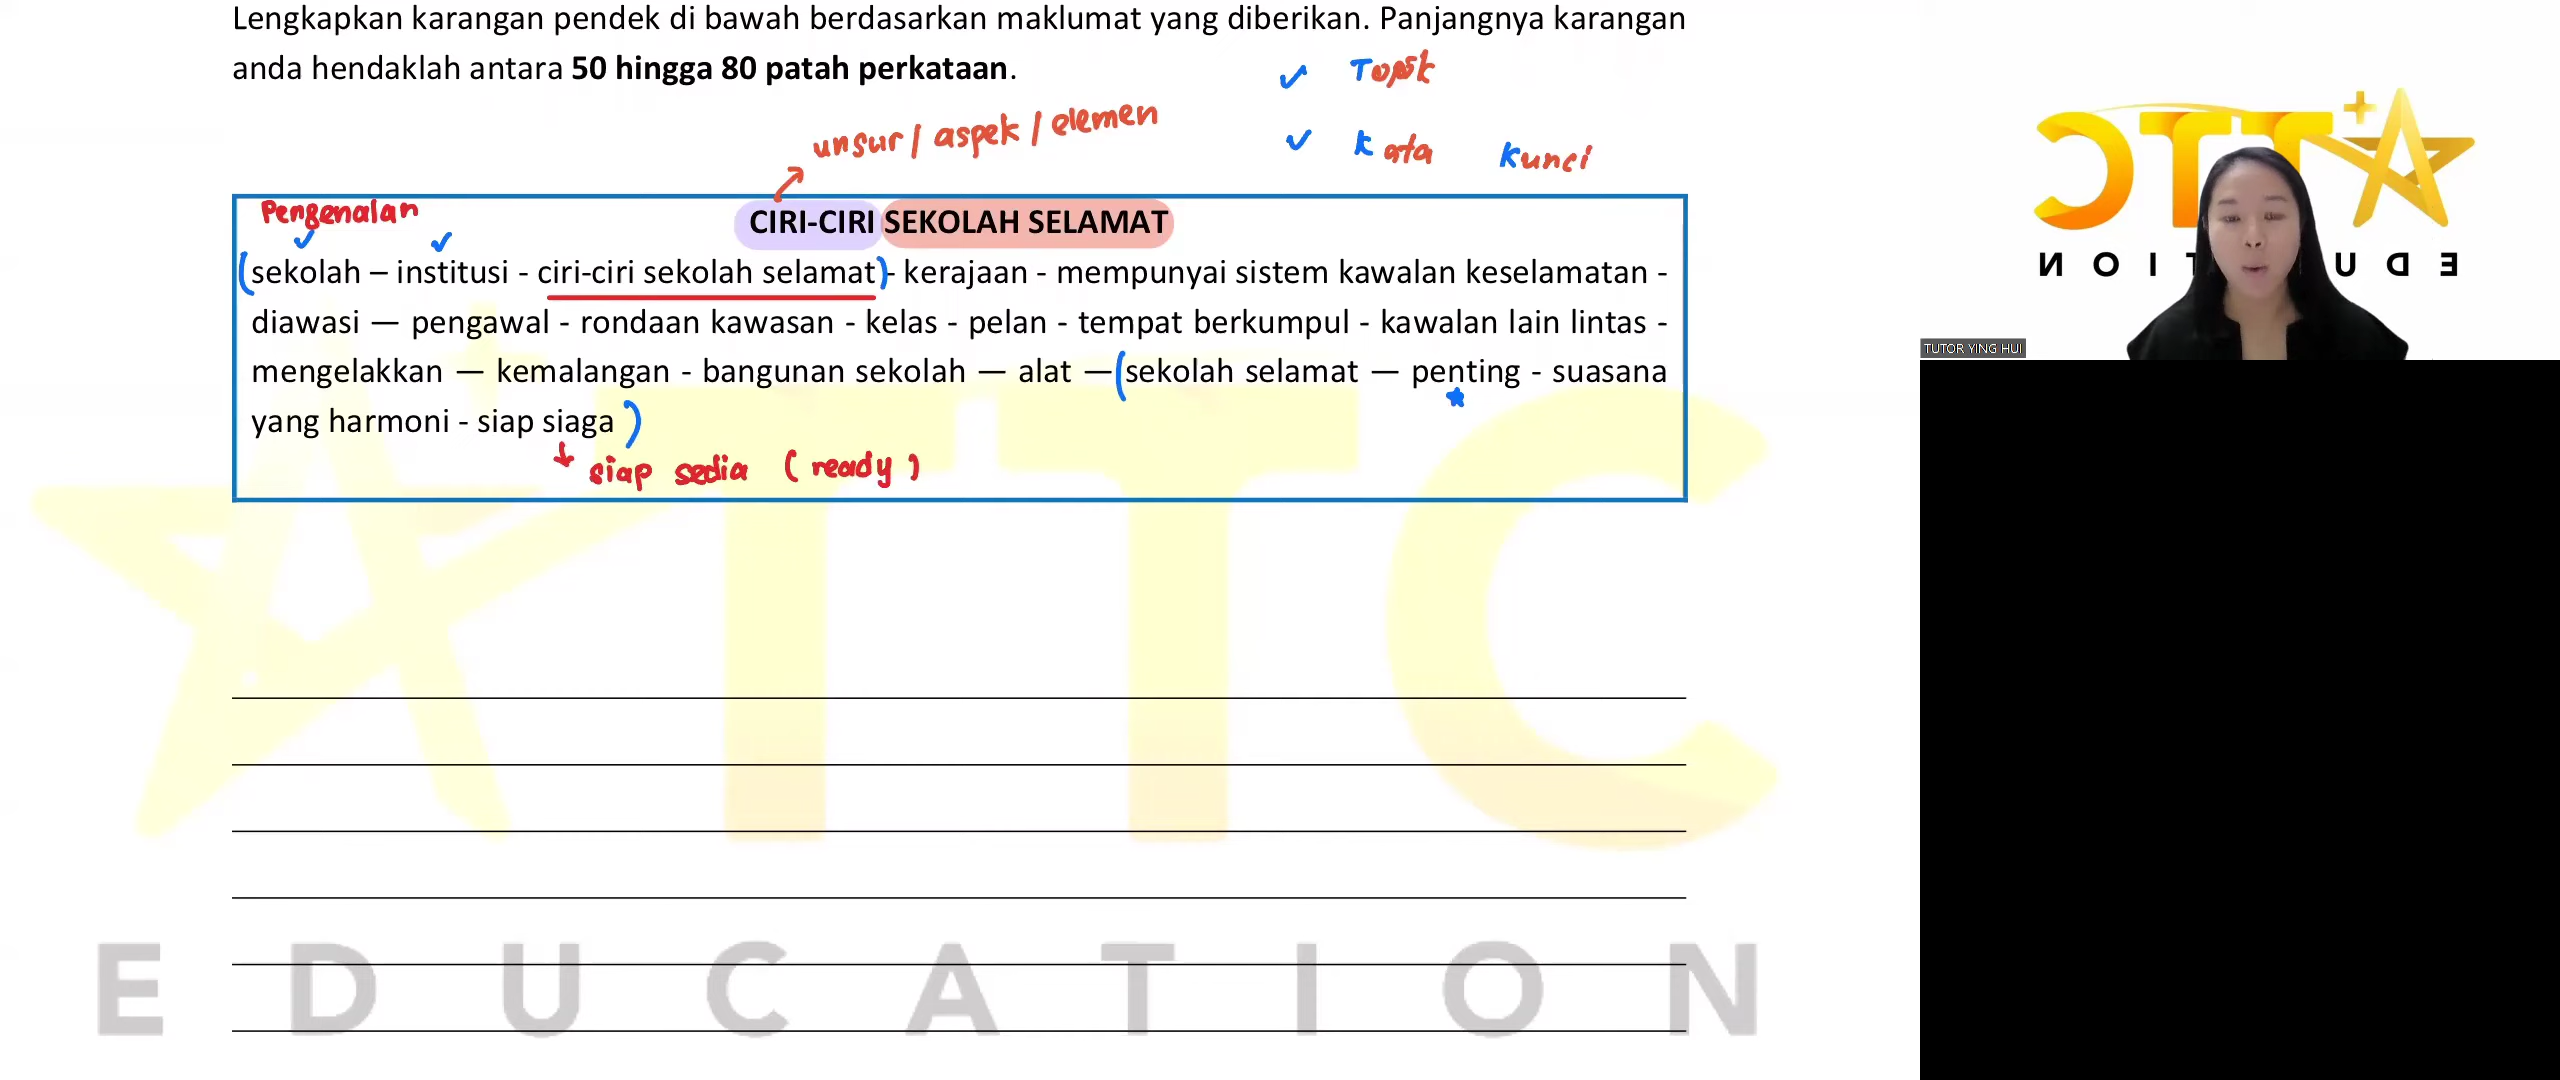 Lengkapkan karangan pendek di bawah berdasarkan maklumat yang diberikan. Panjangnya karangan
anda hendaklah antara 50 hingga 80 patah perkataan.
✓ Topik
unsur / aspek / elemen
✓ Kata Kunci
Pengenalan
CIRI-CIRI SEKOLAH SELAMAT
(sekolah – institusi - ciri-ciri sekolah selamat) - kerajaan - mempunyai sistem kawalan keselamatan -
diawasi — pengawal - rondaan kawasan - kelas - pelan - tempat berkumpul - kawalan lain lintas -
mengelakkan — kemalangan - bangunan sekolah — alat — (sekolah selamat — penting - suasana
yang harmoni - siap siaga )
siap sedia ( ready )
TTC
EDUCATION
TTC
EDUCATION
TUTOR YING HUI